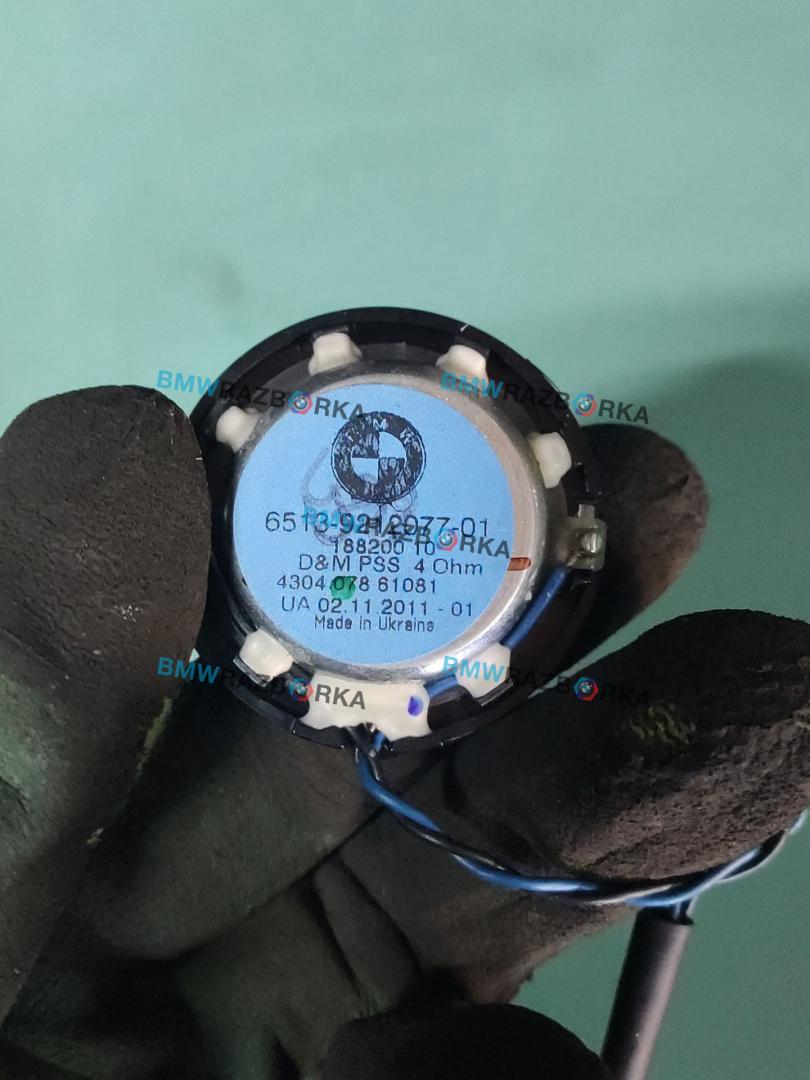 BMWRAZBORKA
BMWRAZBORKA
6513-9212977-01
BMWRAZBORKA
188200 10
D&M PSS 4 Ohm
4304 078 61081
UA 02.11.2011 - 01
Made in Ukraine
BMWRAZBORKA
BMWRAZBORKA